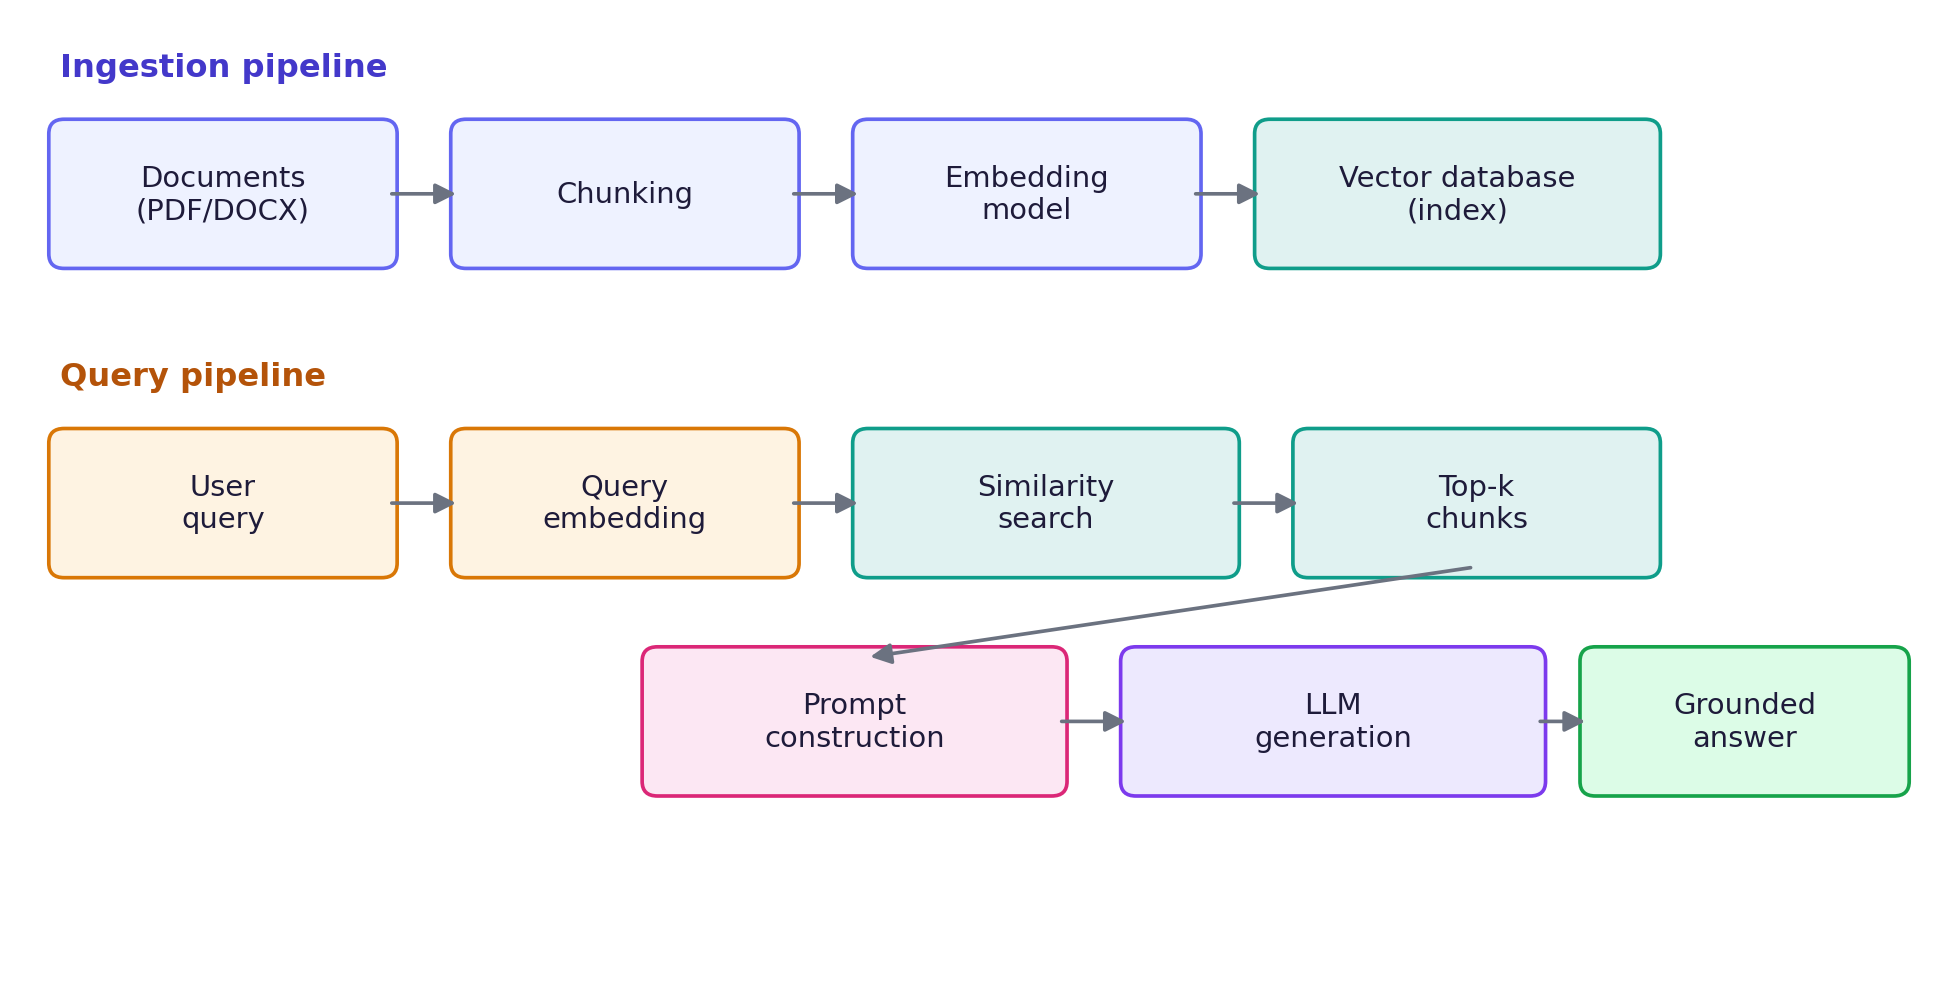 Ingestion pipeline
Documents
(PDF/DOCX)
Chunking
Embedding
model
Vector database
(index)
Query pipeline
User
query
Query
embedding
Similarity
search
Top-k
chunks
Prompt
construction
LLM
generation
Grounded
answer